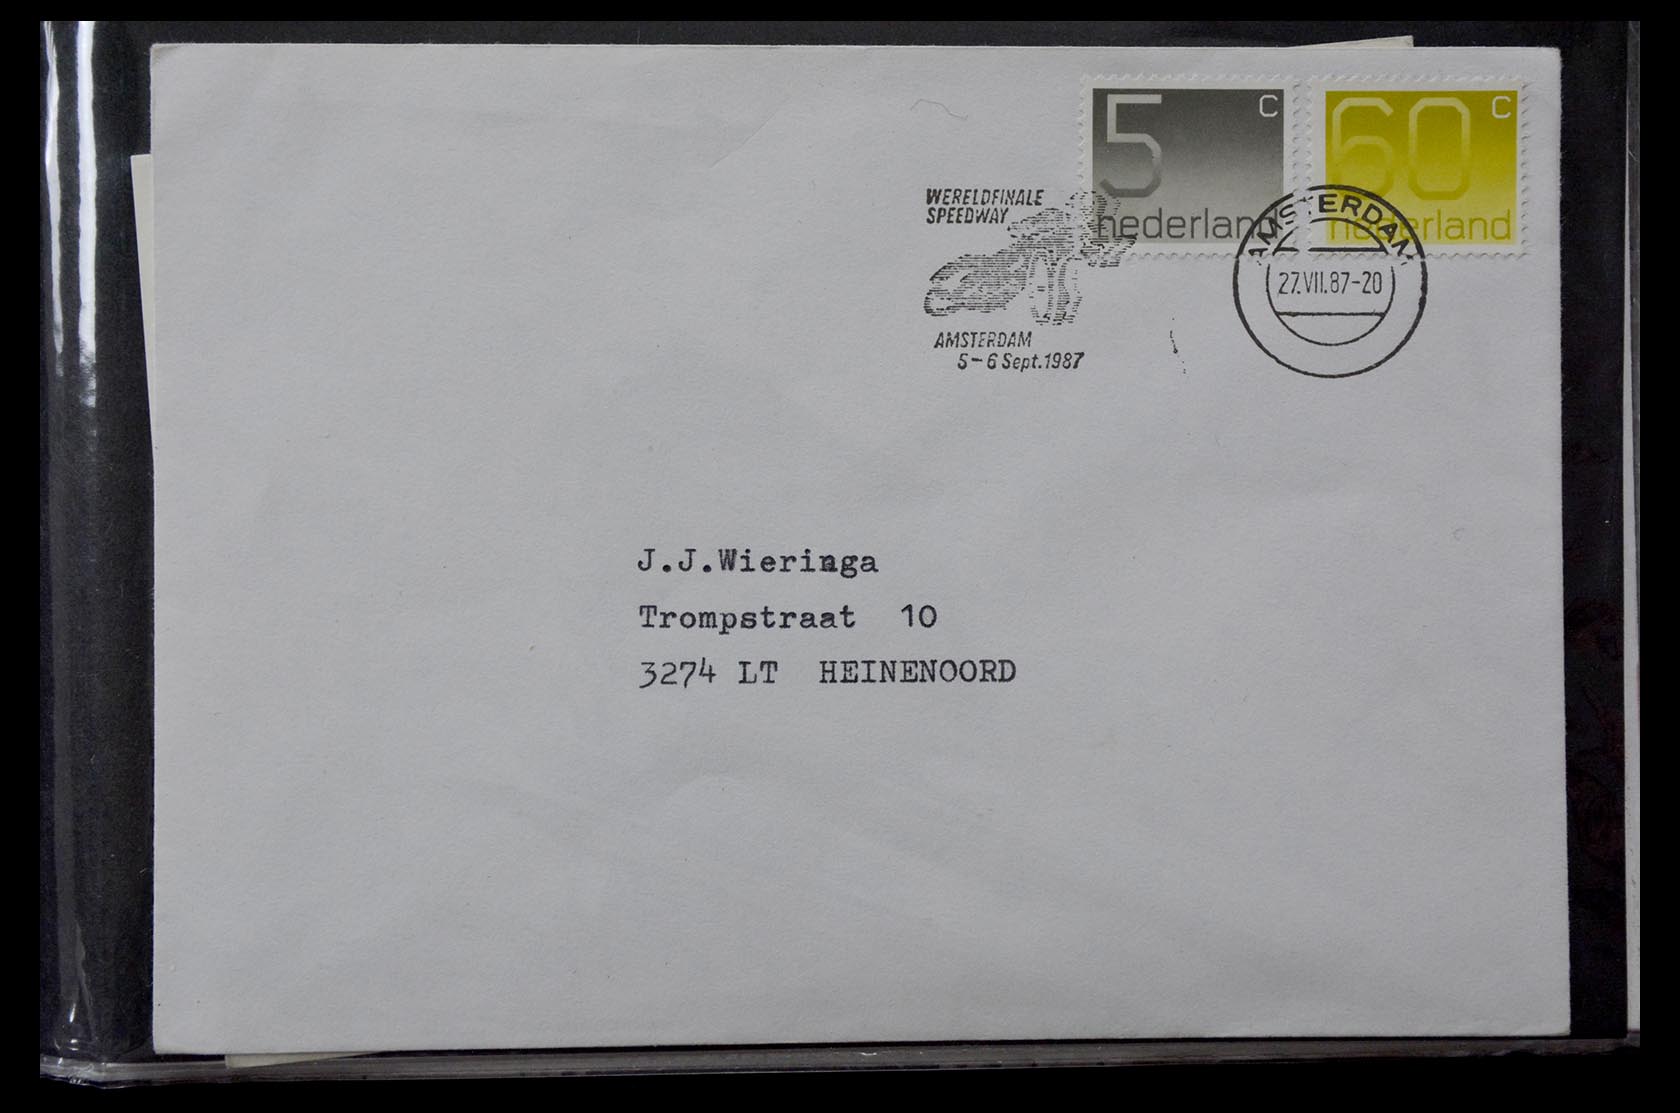 5 C
60 C
nederland
nederland
WERELDFINALE
SPEEDWAY
AMSTERDAM
27.VII.87-20
AMSTERDAM
5-6 Sept.1987
J.J.Wieringa
Trompstraat 10
3274 LT HEINENOORD